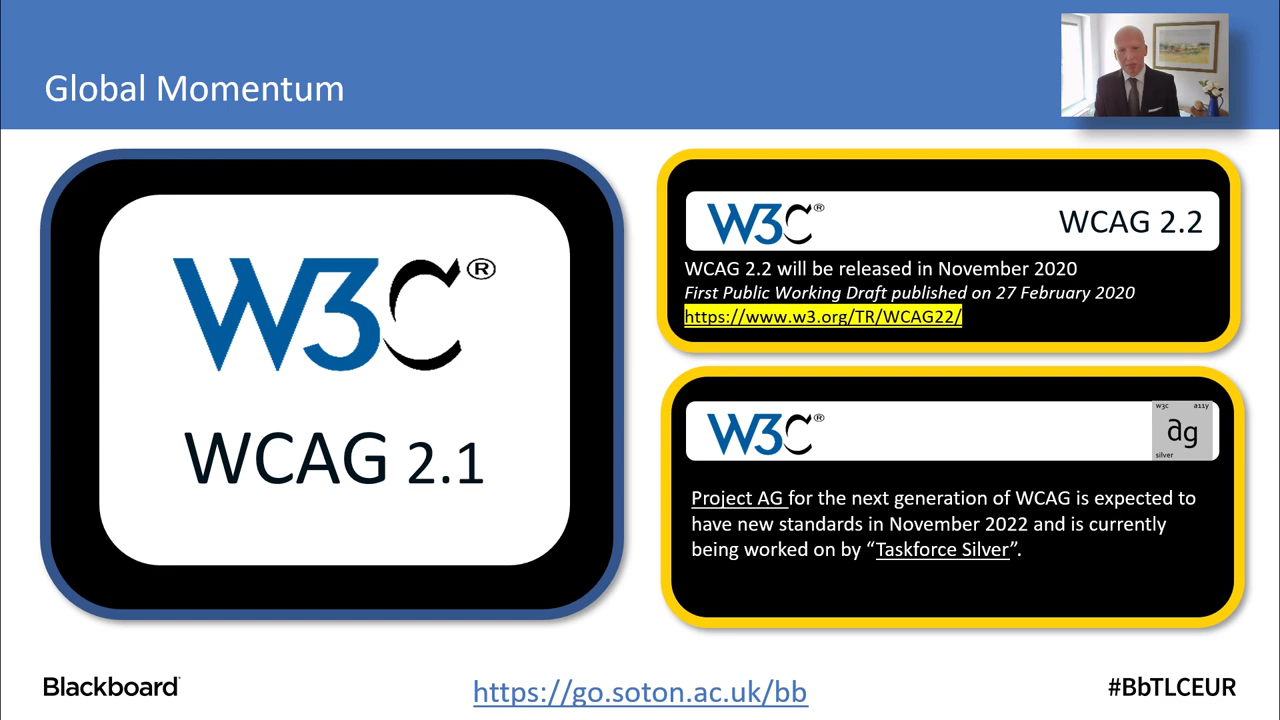 Global Momentum
W3C®
WCAG 2.1
W3C®
WCAG 2.2
WCAG 2.2 will be released in November 2020
First Public Working Draft published on 27 February 2020
https://www.w3.org/TR/WCAG22/
W3C®
w3c a11y
ag
silver
Project AG for the next generation of WCAG is expected to
have new standards in November 2022 and is currently
being worked on by “Taskforce Silver”.
Blackboard
https://go.soton.ac.uk/bb
#BbTLCEUR